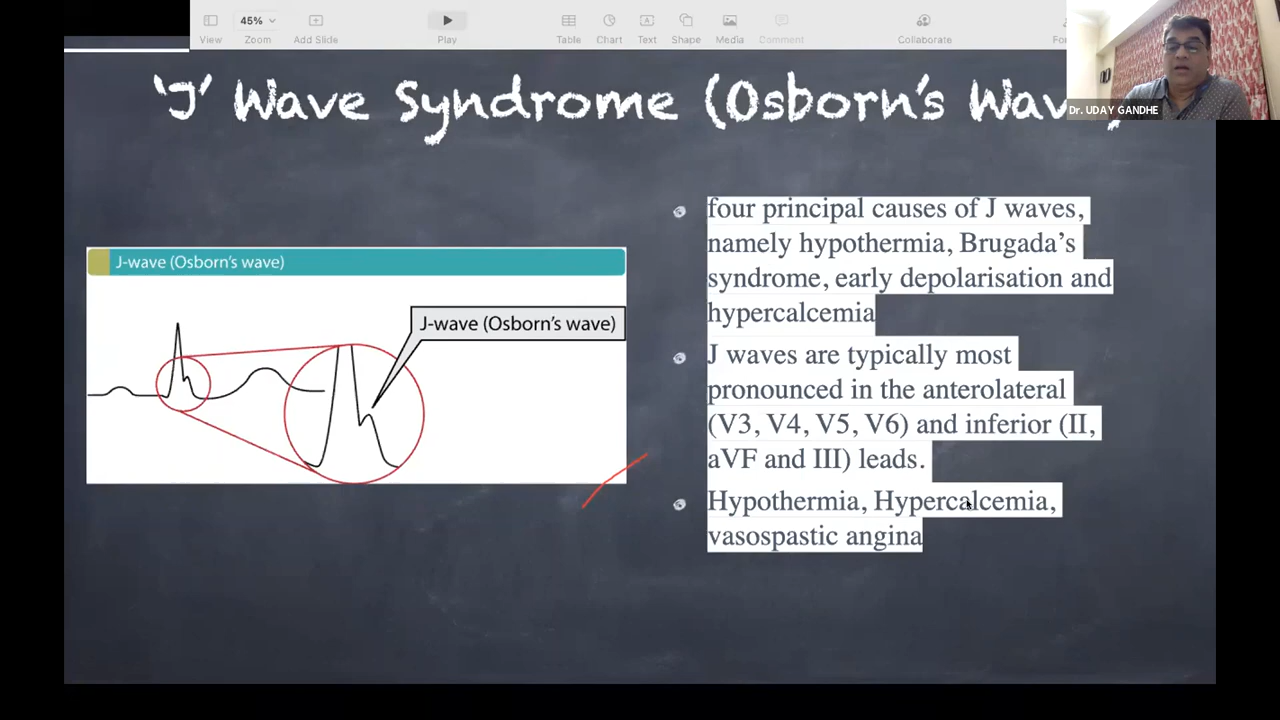 45%
View
Zoom
Add Slide
Play
Table
Chart
Text
Shape
Media
Comment
Collaborate
Dr. UDAY GANDHE
'J' Wave Syndrome (Osborn's
J-wave (Osborn's wave)
J-wave (Osborn's wave)
four principal causes of J waves,
namely hypothermia, Brugada's
syndrome, early depolarisation and
hypercalcemia
J waves are typically most
pronounced in the anterolateral
(V3, V4, V5, V6) and inferior (II,
aVF and III) leads.
Hypothermia, Hypercalcemia,
vasospastic angina